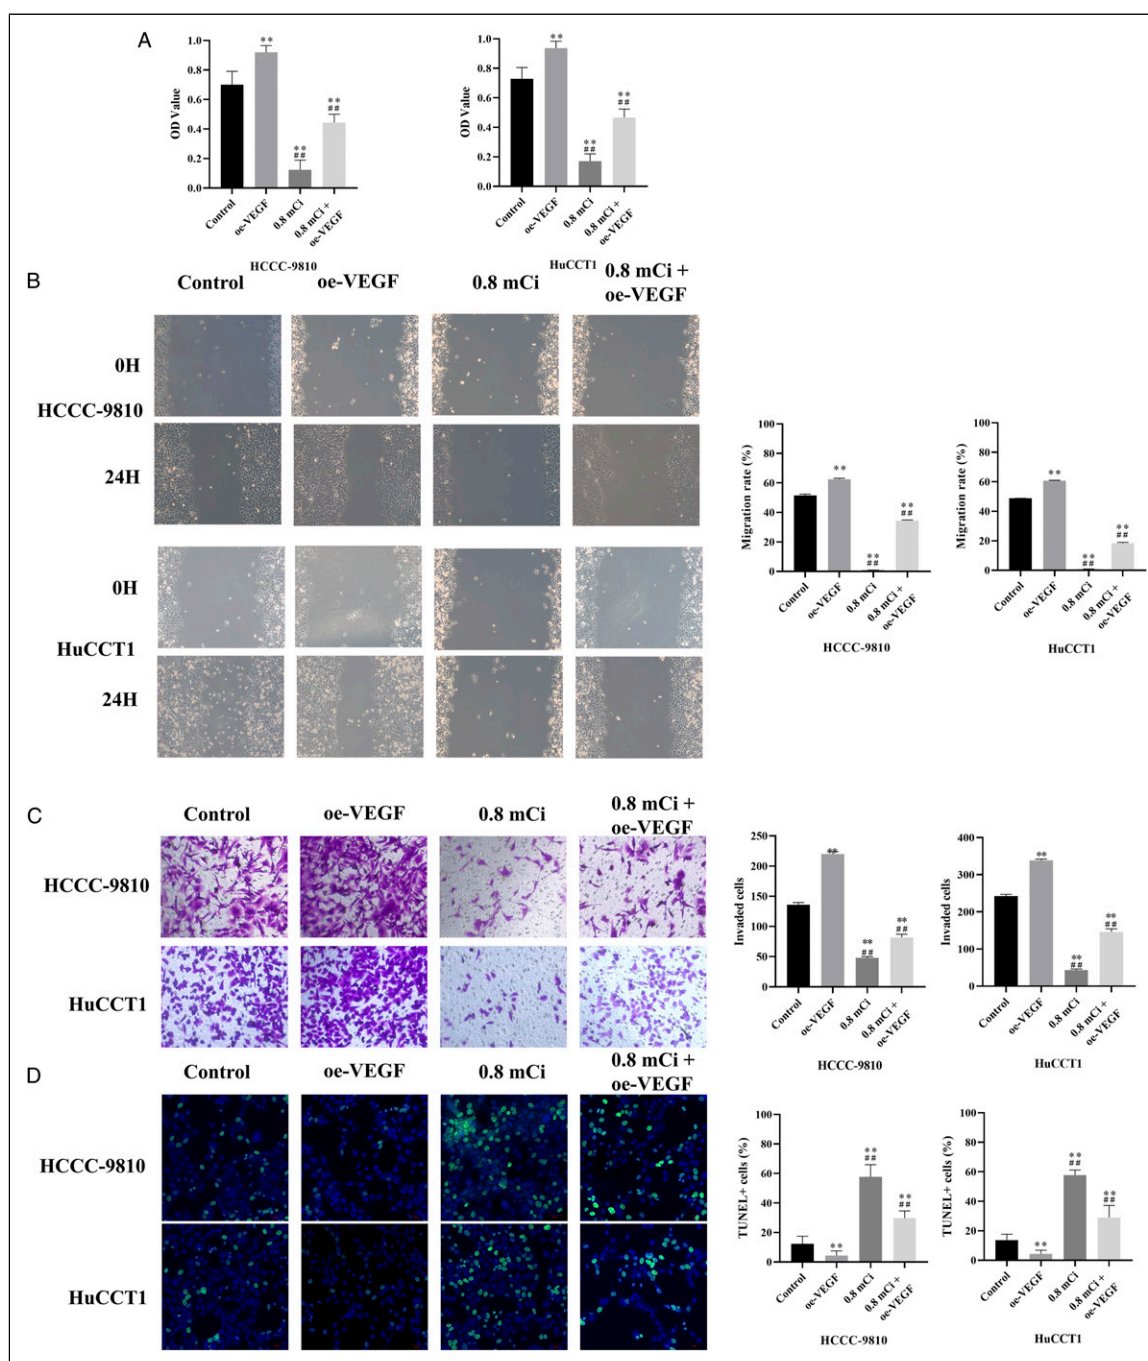 A
OD Value
1.0
0.8
0.6
0.4
0.2
0.0
**
**
##
**
##
Control
oe-VEGF
0.8 mCi
0.8 mCi +
oe-VEGF
HCCC-9810
OD Value
1.0
0.8
0.6
0.4
0.2
0.0
**
**
##
**
##
Control
oe-VEGF
0.8 mCi
0.8 mCi +
oe-VEGF
HuCCT1
B
Control
oe-VEGF
0.8 mCi
0.8 mCi +
oe-VEGF
0H
HCCC-9810
24H
0H
HuCCT1
24H
Migration rate (%)
100
80
60
40
20
0
**
**
##
**
##
Control
oe-VEGF
0.8 mCi
0.8 mCi +
oe-VEGF
HCCC-9810
Migration rate (%)
100
80
60
40
20
0
**
**
##
**
##
Control
oe-VEGF
0.8 mCi
0.8 mCi +
oe-VEGF
HuCCT1
C
Control
oe-VEGF
0.8 mCi
0.8 mCi +
oe-VEGF
HCCC-9810
HuCCT1
Invaded cells
250
200
150
100
50
0
**
**
##
**
##
Control
oe-VEGF
0.8 mCi
0.8 mCi +
oe-VEGF
HCCC-9810
Invaded cells
400
300
200
100
0
**
**
##
**
##
Control
oe-VEGF
0.8 mCi
0.8 mCi +
oe-VEGF
HuCCT1
D
Control
oe-VEGF
0.8 mCi
0.8 mCi +
oe-VEGF
HCCC-9810
HuCCT1
TUNEL+ cells (%)
100
80
60
40
20
0
**
**
##
**
##
Control
oe-VEGF
0.8 mCi
0.8 mCi +
oe-VEGF
HCCC-9810
TUNEL+ cells (%)
100
80
60
40
20
0
**
**
##
**
##
Control
oe-VEGF
0.8 mCi
0.8 mCi +
oe-VEGF
HuCCT1